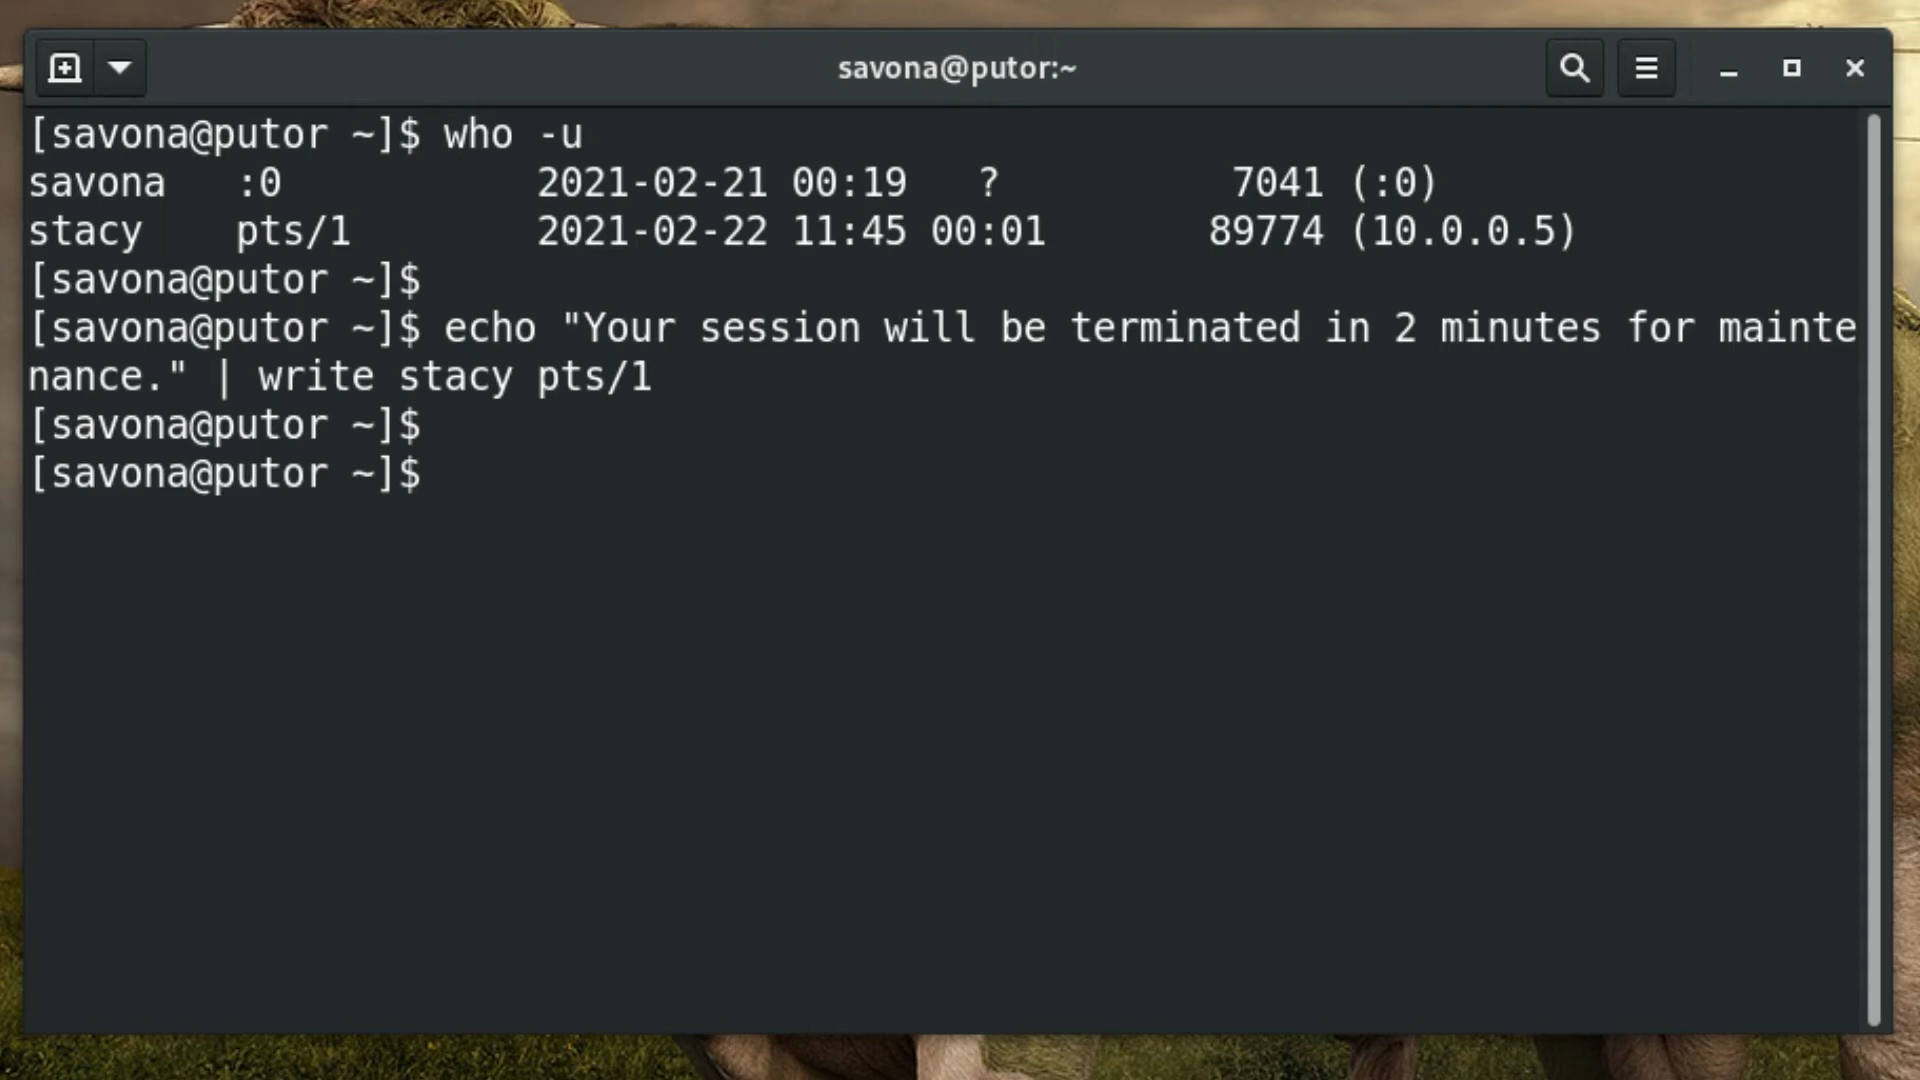 savona@putor:~
[savona@putor ~]$ who -u
savona   :0           2021-02-21 00:19   ?          7041 (:0)
stacy    pts/1        2021-02-22 11:45 00:01       89774 (10.0.0.5)
[savona@putor ~]$
[savona@putor ~]$ echo "Your session will be terminated in 2 minutes for mainte
nance." | write stacy pts/1
[savona@putor ~]$
[savona@putor ~]$